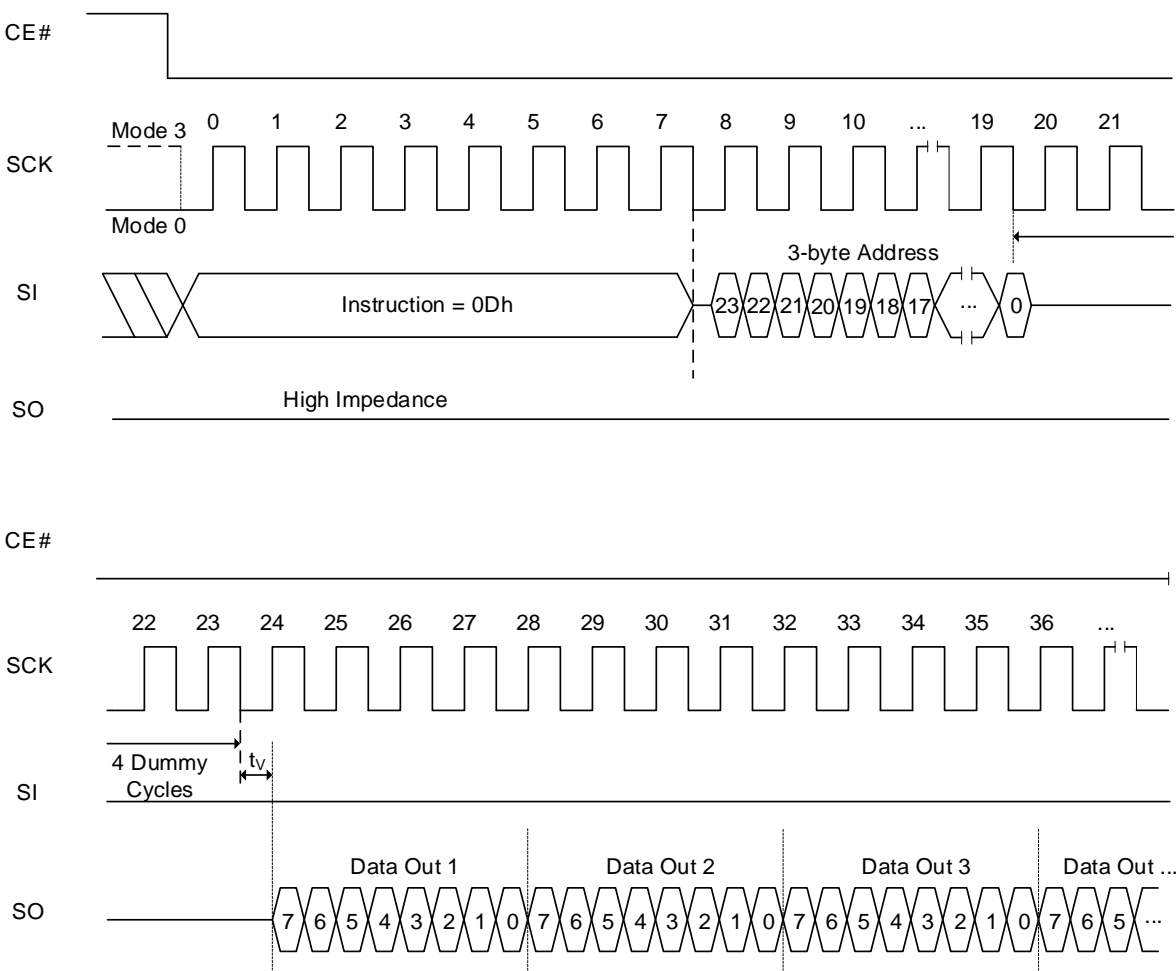 CE#
Mode 3
0 1 2 3 4 5 6 7 8 9 10 ... 19 20 21
SCK
Mode 0
3-byte Address
SI
Instruction = 0Dh
23 22 21 20 19 18 17 ... 0
High Impedance
SO
CE#
22 23 24 25 26 27 28 29 30 31 32 33 34 35 36 ...
SCK
4 Dummy
Cycles
tV
SI
Data Out 1 Data Out 2 Data Out 3 Data Out ...
SO
7 6 5 4 3 2 1 0 7 6 5 4 3 2 1 0 7 6 5 4 3 2 1 0 7 6 5 ...